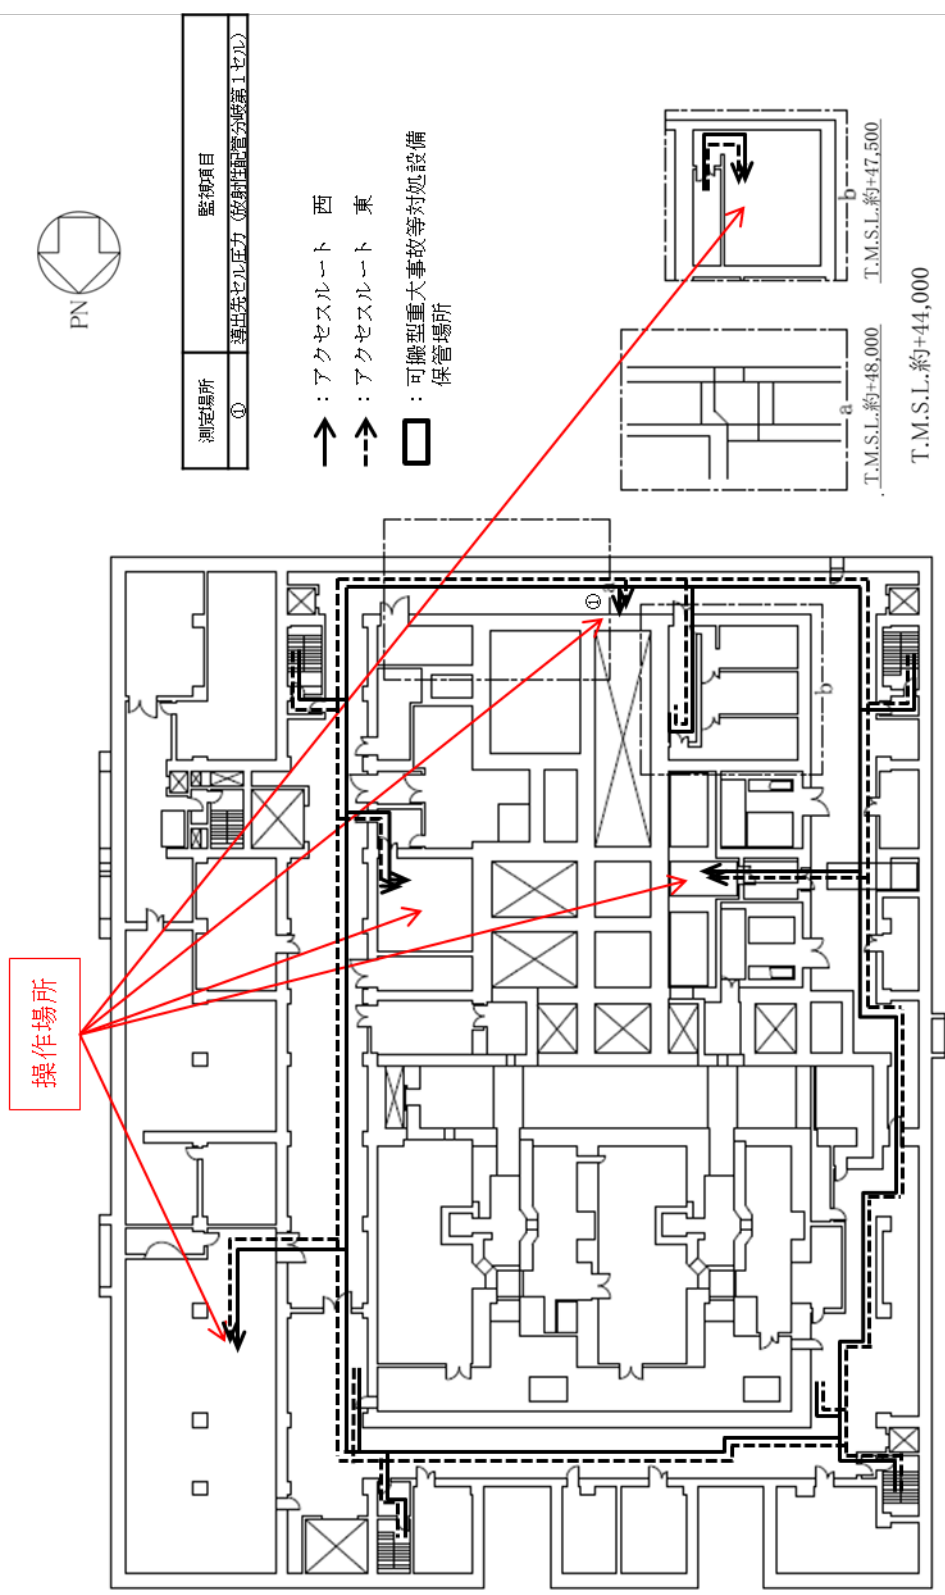 PN
測定場所
監視項目
①
導出先セル圧力（放射性配管分岐第１セル）
：アクセスルート　西
：アクセスルート　東
：可搬型重大事故等対処設備
保管場所
操作場所
①
a
b
a
T.M.S.L.約+48,000
b
T.M.S.L.約+47,500
T.M.S.L.約+44,000